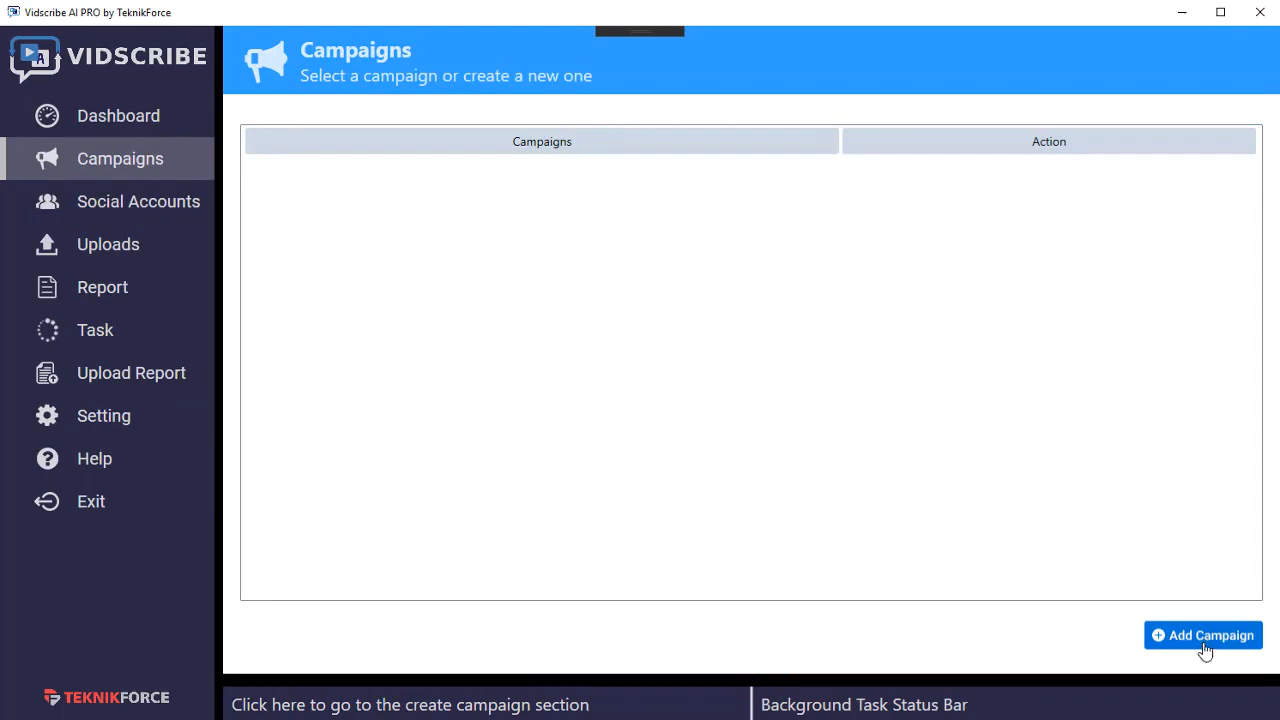 Vidscribe AI PRO by TeknikForce
VIDSCRIBE
Campaigns
Select a campaign or create a new one
Dashboard
Campaigns
Social Accounts
Uploads
Report
Task
Upload Report
Setting
Help
Exit
Campaigns
Action
Add Campaign
TEKNIKFORCE
Click here to go to the create campaign section
Background Task Status Bar